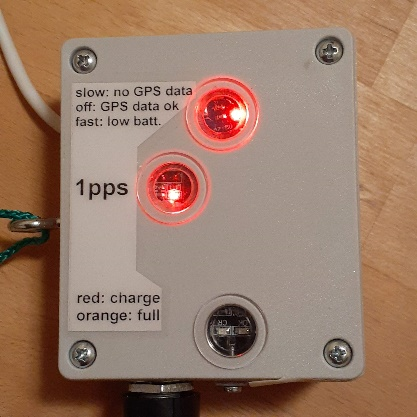 slow: no GPS data
off: GPS data ok
fast: low batt.
1pps
red: charge
orange: full